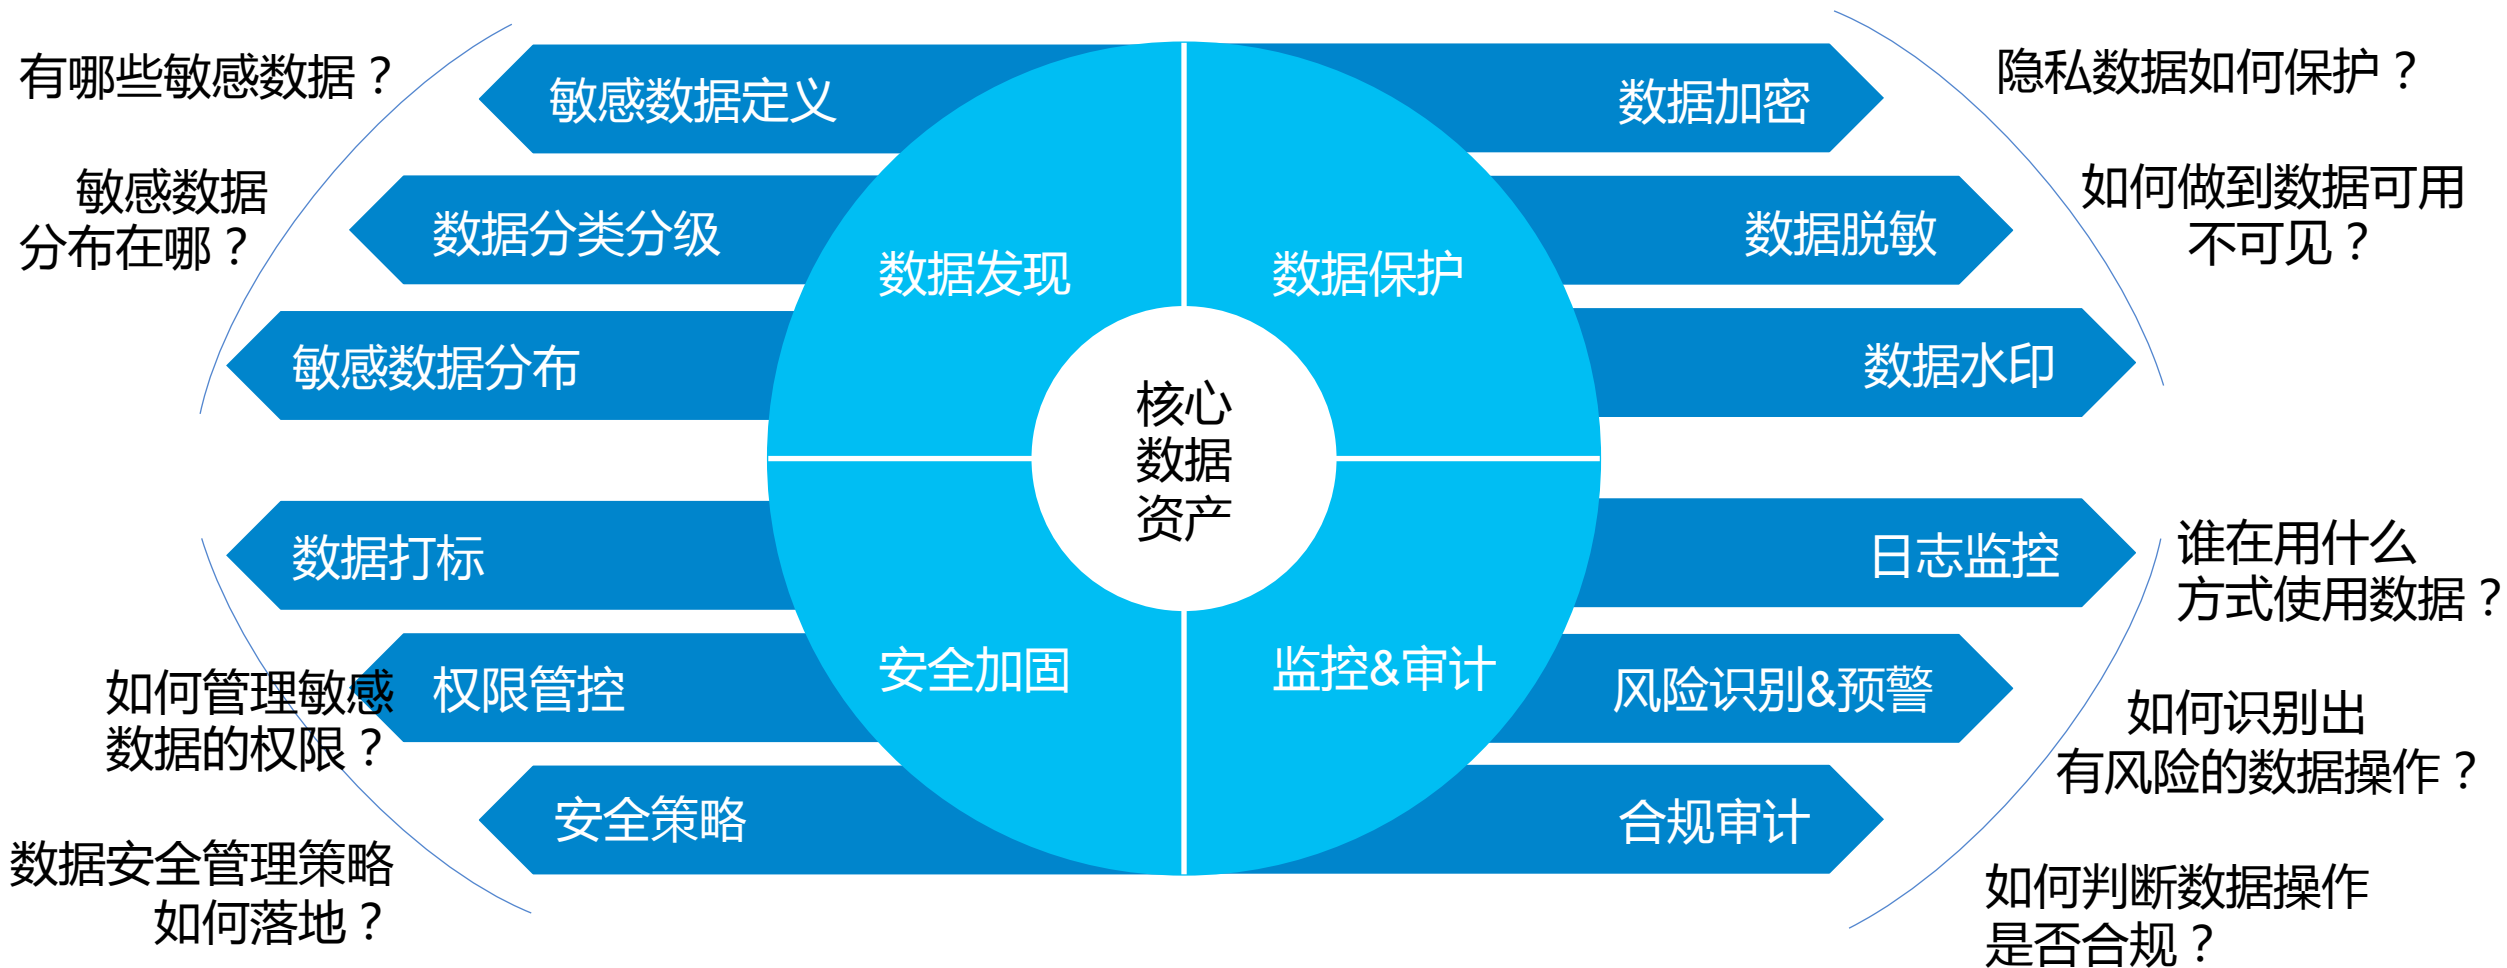 有哪些敏感数据？
敏感数据
分布在哪？
敏感数据定义
数据分类分级
敏感数据分布
数据发现
数据保护
数据加密
数据脱敏
数据水印
隐私数据如何保护？
如何做到数据可用
不可见？
核心
数据
资产
数据打标
权限管控
安全策略
如何管理敏感
数据的权限？
数据安全管理策略
如何落地？
安全加固
监控&审计
日志监控
风险识别&预警
合规审计
谁在用什么
方式使用数据？
如何识别出
有风险的数据操作？
如何判断数据操作
是否合规？